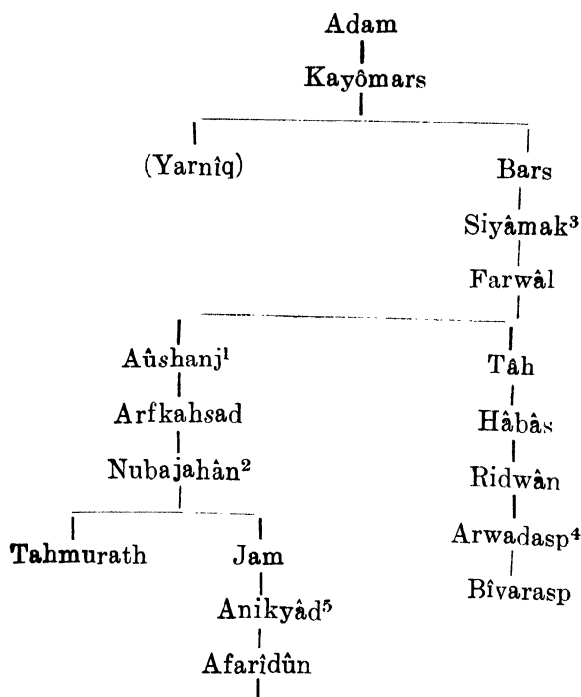 Adam
Kayômars
(Yarnîq) Bars
Siyâmak³
Farwâl
Aûshanj¹ Tâh
Arfkahsad Hâbâs
Nubajahân² Ridwân
Tahmurath Jam Arwadasp⁴
Anikyâd⁵ Bîvarasp
Afarîdûn